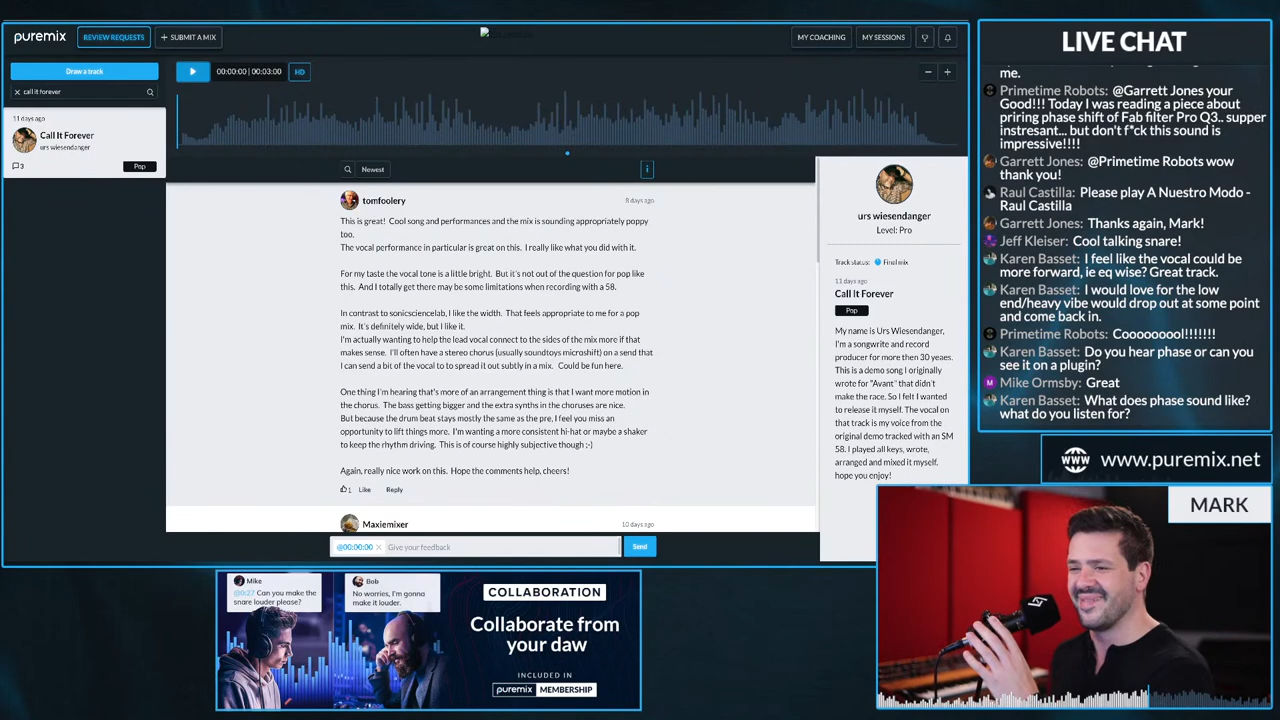 puremix
REVIEW REQUESTS
+ SUBMIT A MIX
MY COACHING
MY SESSIONS
Draw a track
call it forever
00:00:00 | 00:03:00
HD
11 days ago
Call It Forever
urs wiesendanger
3
Pop
Newest
i
tomfoolery
8 days ago
This is great! Cool song and performances and the mix is sounding appropriately poppy
too.
The vocal performance in particular is great on this. I really like what you did with it.
For my taste the vocal tone is a little bright. But it's not out of the question for pop like
this. And I totally get there may be some limitations when recording with a 58.
In contrast to sonicsciencelab, I like the width. That feels appropriate to me for a pop
mix. It's definitely wide, but I like it.
I'm actually wanting to help the lead vocal connect to the sides of the mix more if that
makes sense. I'll often have a stereo chorus (usually soundtoys microshift) on a send that
I can send a bit of the vocal to to spread it out subtly in a mix. Could be fun here.
One thing I'm hearing that's more of an arrangement thing is that I want more motion in
the chorus. The bass getting bigger and the extra synths in the choruses are nice.
But because the drum beat stays mostly the same as the pre, I feel you miss an
opportunity to lift things more. I'm wanting a more consistent hi-hat or maybe a shaker
to keep the rhythm driving. This is of course highly subjective though ;-)
Again, really nice work on this. Hope the comments help, cheers!
1 Like Reply
Maxiemixer
10 days ago
@00:00:00 ×
Give your feedback
Send
urs wiesendanger
Level: Pro
Track status: Final mix
11 days ago
Call It Forever
Pop
My name is Urs Wiesendanger,
I'm a songwrite and record
producer for more then 30 yeaes.
This is a demo song I originally
wrote for "Avant" that didn't
make the race. So I felt I wanted
to release it myself. The vocal on
that track is my voice from the
original demo tracked with an SM
58. I played all keys, wrote,
arranged and mixed it myself.
hope you enjoy!
LIVE CHAT
me.
Primetime Robots: @Garrett Jones your
Good!!! Today I was reading a piece about
priring phase shift of Fab filter Pro Q3.. supper
instresant... but don't f*ck this sound is
impressive!!!!
Garrett Jones: @Primetime Robots wow
thank you!
Raul Castilla: Please play A Nuestro Modo -
Raul Castilla
Garrett Jones: Thanks again, Mark!
Jeff Kleiser: Cool talking snare!
Karen Basset: I feel like the vocal could be
more forward, ie eq wise? Great track.
Karen Basset: I would love for the low
end/heavy vibe would drop out at some point
and come back in.
Primetime Robots: Cooooooool!!!!!!!
Karen Basset: Do you hear phase or can you
see it on a plugin?
M Mike Ormsby: Great
Karen Basset: What does phase sound like?
what do you listen for?
www www.puremix.net
MARK
Mike
@0:27 Can you make the
snare louder please?
Bob
No worries, I'm gonna
make it louder.
COLLABORATION
Collaborate from
your daw
INCLUDED IN
puremix MEMBERSHIP